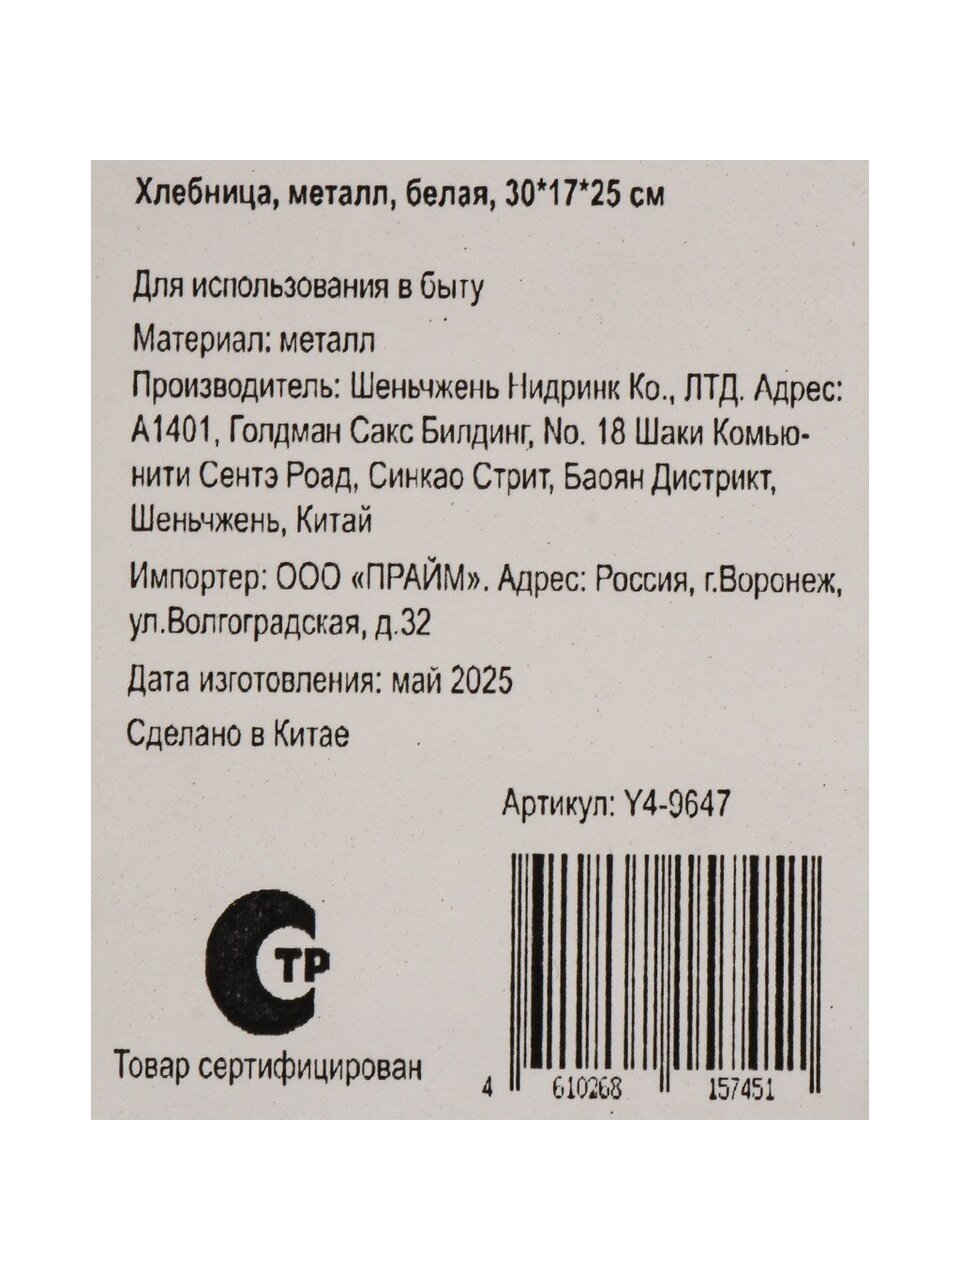 Хлебница, металл, белая, 30*17*25 см
Для использования в быту
Материал: металл
Производитель: Шеньчжень Нидринк Ко., ЛТД. Адрес:
А1401, Голдман Сакс Билдинг, No. 18 Шаки Комью-
нити Сентэ Роад, Синкао Стрит, Баоян Дистрикт,
Шеньчжень, Китай
Импортер: ООО «ПРАЙМ». Адрес: Россия, г.Воронеж,
ул.Волгоградская, д.32
Дата изготовления: май 2025
Сделано в Китае
Артикул: Y4-9647
ТР
Товар сертифицирован
4 610268 157451